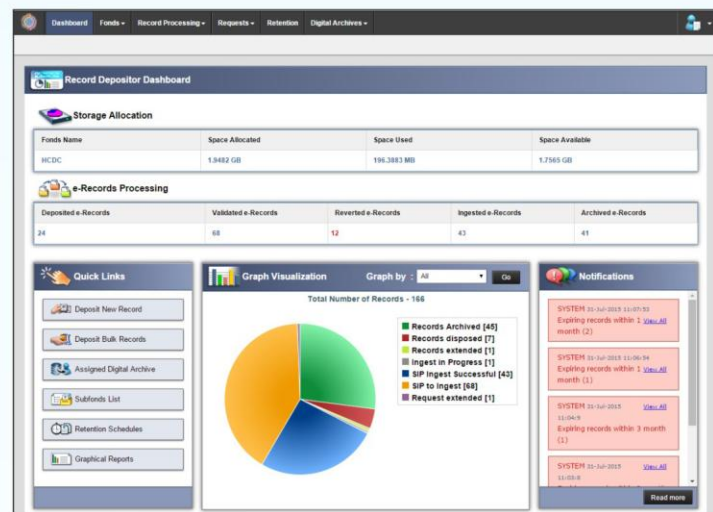 Dashboard Fonds Record Processing Requests Retention Digital Archives
Record Depositor Dashboard
Storage Allocation
Fonds Name Space Allocated Space Used Space Available
HCDC 1.9482 GB 196.3883 MB 1.7565 GB
e-Records Processing
Deposited e-Records Validated e-Records Reverted e-Records Ingested e-Records Archived e-Records
24 68 12 43 41
Quick Links
Deposit New Record
Deposit Bulk Records
Assigned Digital Archive
Subfonds List
Retention Schedules
Graphical Reports
Graph Visualization Graph by : All Go
Total Number of Records - 166
Records Archived [45]
Records disposed [7]
Records extended [1]
Ingest in Progress [1]
SIP Ingest Successful [43]
SIP to Ingest [68]
Request extended [1]
Notifications
SYSTEM 31-Jul-2015 11:07:53
Expiring records within 1 View All
month (2)
SYSTEM 31-Jul-2015 11:06:54
Expiring records within 1 View All
month (1)
SYSTEM 31-Jul-2015 View All
11:04:9
Expiring records within 3 month
(1)
SYSTEM 31-Jul-2015 View All
11:03:8
Read more